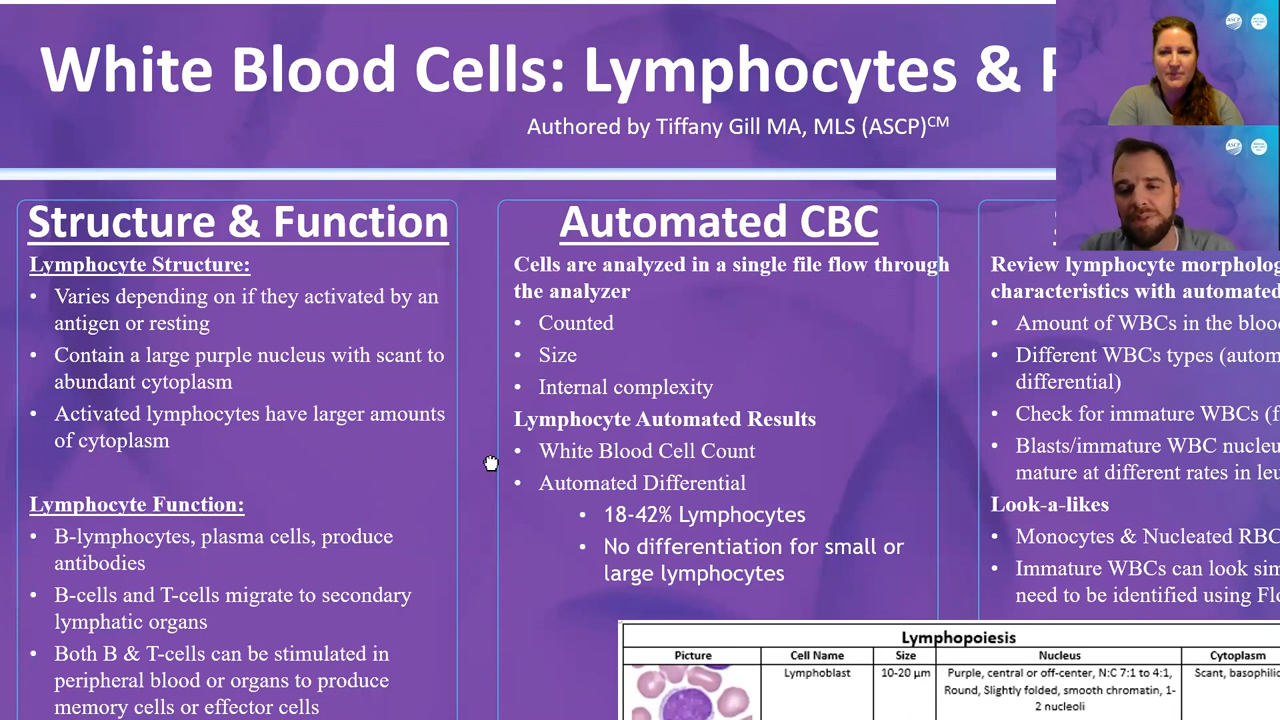 White Blood Cells: Lymphocytes &
Authored by Tiffany Gill MA, MLS (ASCP)CM
Structure & Function
Lymphocyte Structure:
• Varies depending on if they activated by an
antigen or resting
• Contain a large purple nucleus with scant to
abundant cytoplasm
• Activated lymphocytes have larger amounts
of cytoplasm
Lymphocyte Function:
• B-lymphocytes, plasma cells, produce
antibodies
• B-cells and T-cells migrate to secondary
lymphatic organs
• Both B & T-cells can be stimulated in
peripheral blood or organs to produce
memory cells or effector cells
Automated CBC
Cells are analyzed in a single file flow through
the analyzer
• Counted
• Size
• Internal complexity
Lymphocyte Automated Results
• White Blood Cell Count
• Automated Differential
• 18-42% Lymphocytes
• No differentiation for small or
large lymphocytes
Review lymphocyte
characteristics with automated
• Amount of WBCs in the
• Different WBCs types
differential)
• Check for immature WBCs
• Blasts/immature WBC
mature at different rates in
Look-a-likes
• Monocytes & Nucleated
• Immature WBCs can look
need to be identified using
Lymphopoiesis
Picture Cell Name Size Nucleus Cytoplasm
Lymphoblast 10-20 µm Purple, central or off-center, N:C 7:1 to 4:1, Scant,
Round, Slightly folded, smooth chromatin, 1-
2 nucleoli
ASCP
ASCP